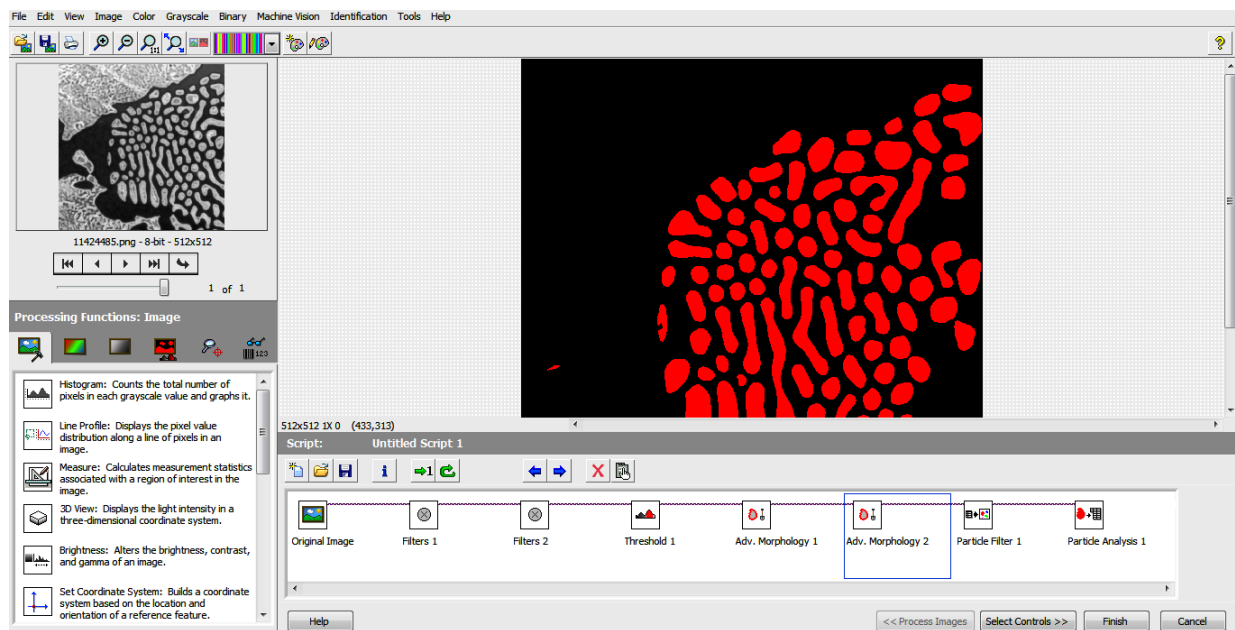 File Edit View Image Color Grayscale Binary Machine Vision Identification Tools Help
1:1
?
11424485.png - 8-bit - 512x512
1 of 1
Processing Functions: Image
123
Histogram: Counts the total number of
pixels in each grayscale value and graphs it.
Line Profile: Displays the pixel value
distribution along a line of pixels in an
image.
Measure: Calculates measurement statistics
associated with a region of interest in the
image.
3D View: Displays the light intensity in a
three-dimensional coordinate system.
Brightness: Alters the brightness, contrast,
and gamma of an image.
Set Coordinate System: Builds a coordinate
system based on the location and
orientation of a reference feature.
512x512 1X 0 (433,313)
Script: Untitled Script 1
i 1
Original Image Filters 1 Filters 2 Threshold 1 Adv. Morphology 1 Adv. Morphology 2 Particle Filter 1 Particle Analysis 1
Help << Process Images Select Controls >> Finish Cancel